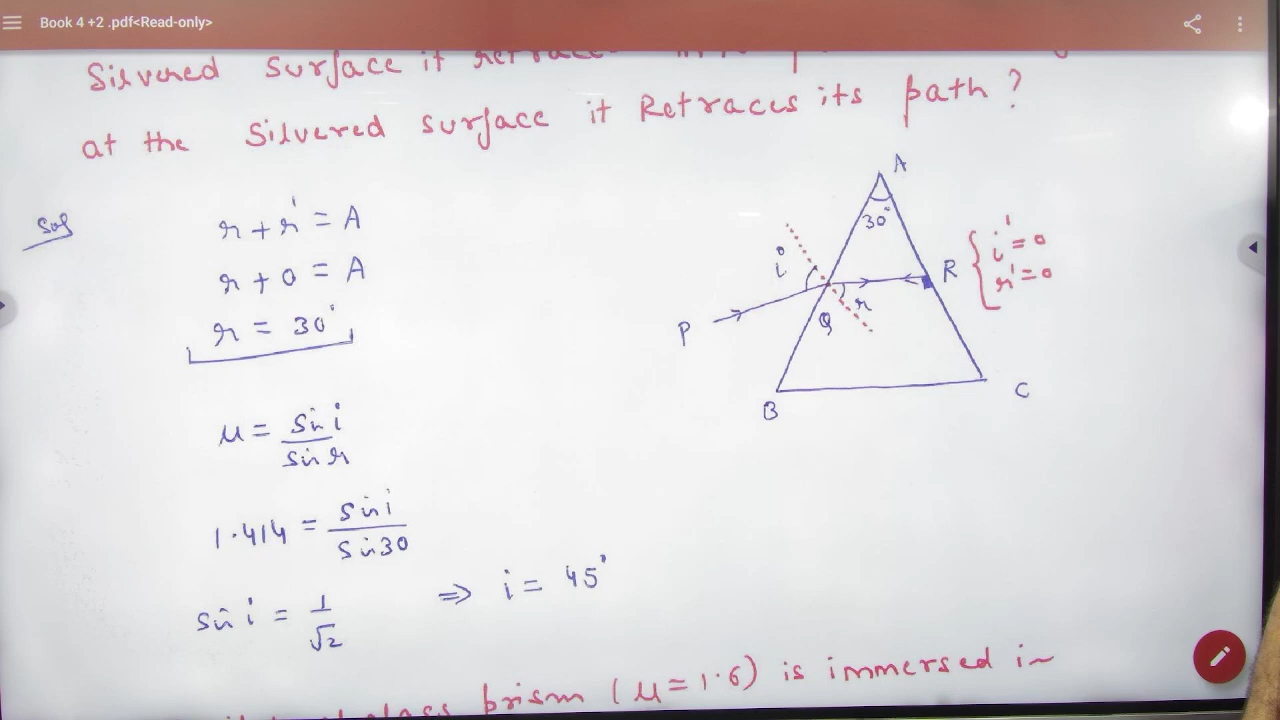 Book 4 +2 .pdf<Read-only>
Silvered surface it
at the Silvered surface it Retraces its path?
Sol
r + r' = A
r + 0 = A
r = 30°
μ = sin i / sin r
1.414 = sin i / sin 30
sin i = 1/√2 ⇒ i = 45°
A
30°
i
P
Q
r
R { i' = 0
r' = 0
B
C
glass prism (μ = 1.6) is immersed in